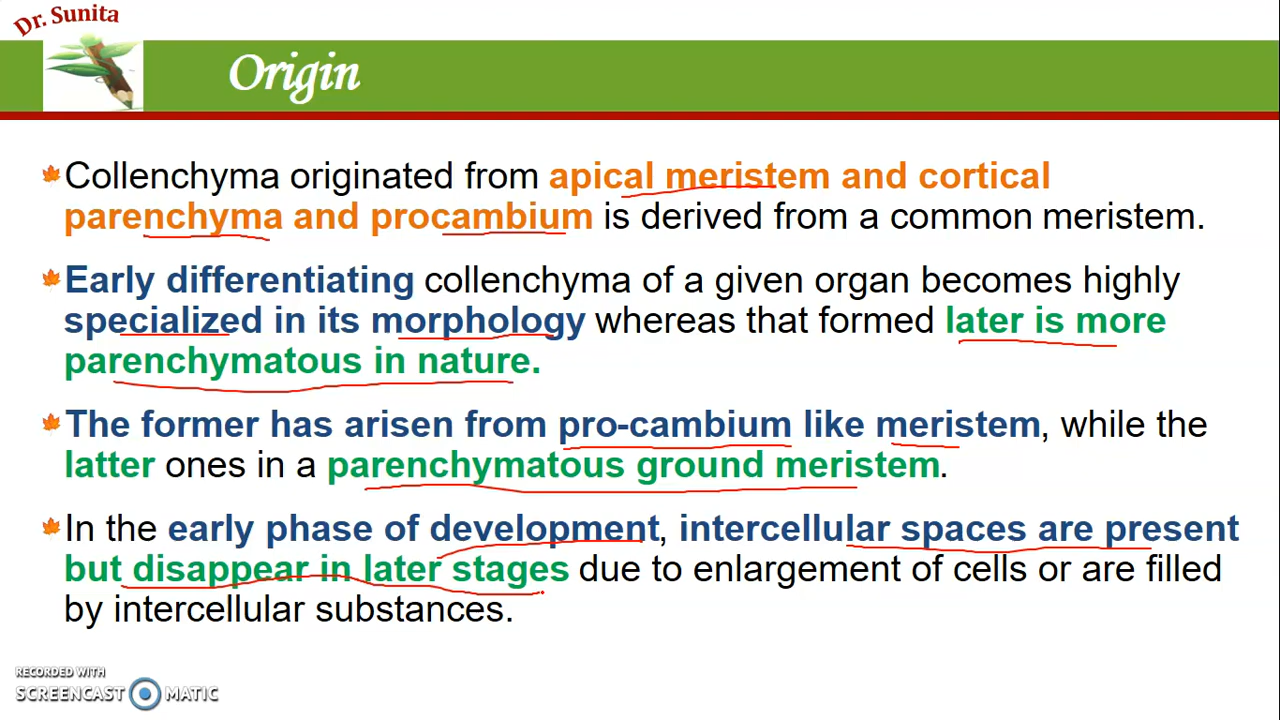 Dr. Sunita
Origin
Collenchyma originated from apical meristem and cortical
parenchyma and procambium is derived from a common meristem.
Early differentiating collenchyma of a given organ becomes highly
specialized in its morphology whereas that formed later is more
parenchymatous in nature.
The former has arisen from pro-cambium like meristem, while the
latter ones in a parenchymatous ground meristem.
In the early phase of development, intercellular spaces are present
but disappear in later stages due to enlargement of cells or are filled
by intercellular substances.
RECORDED WITH
SCREENCAST MATIC